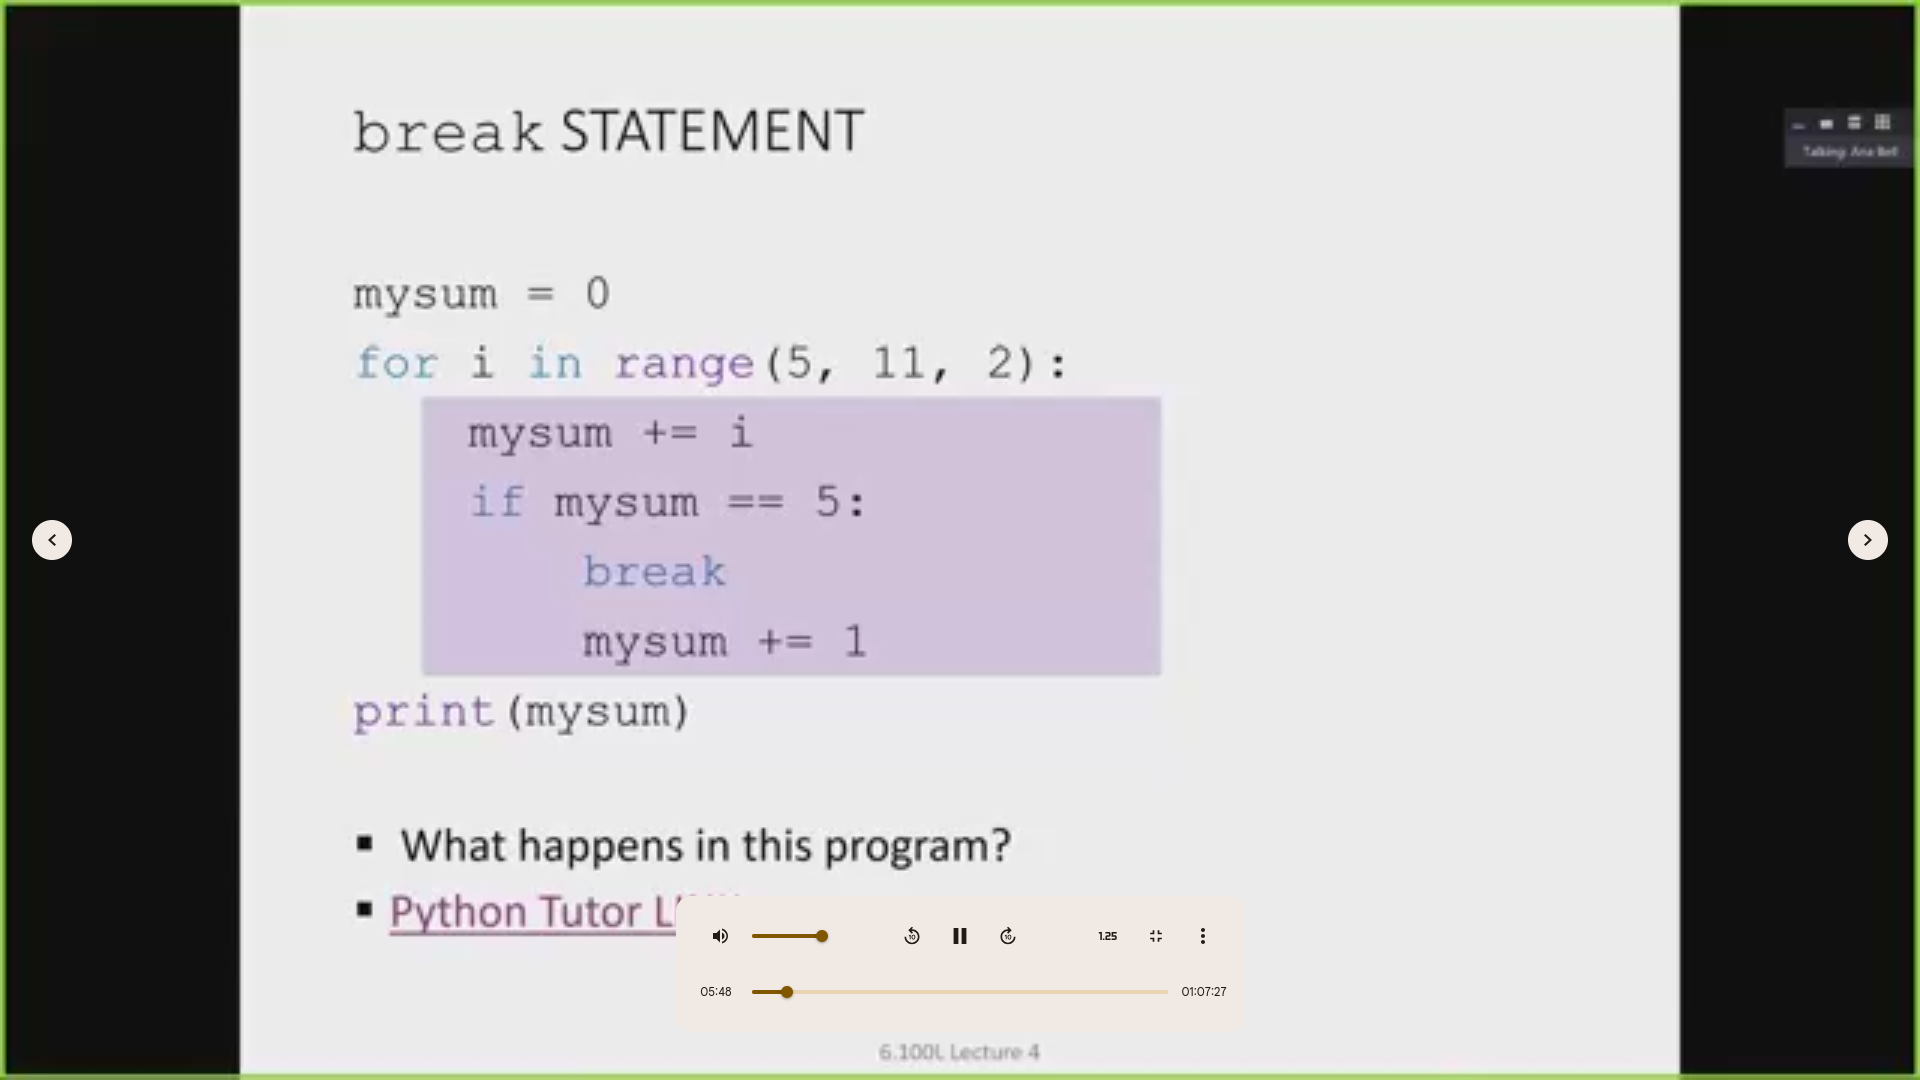 break STATEMENT
Talking: Ana Bell
mysum = 0
for i in range(5, 11, 2):
mysum += i
if mysum == 5:
break
mysum += 1
print(mysum)
▪ What happens in this program?
▪ Python Tutor
10
10
1.25
05:48
01:07:27
6.100L Lecture 4